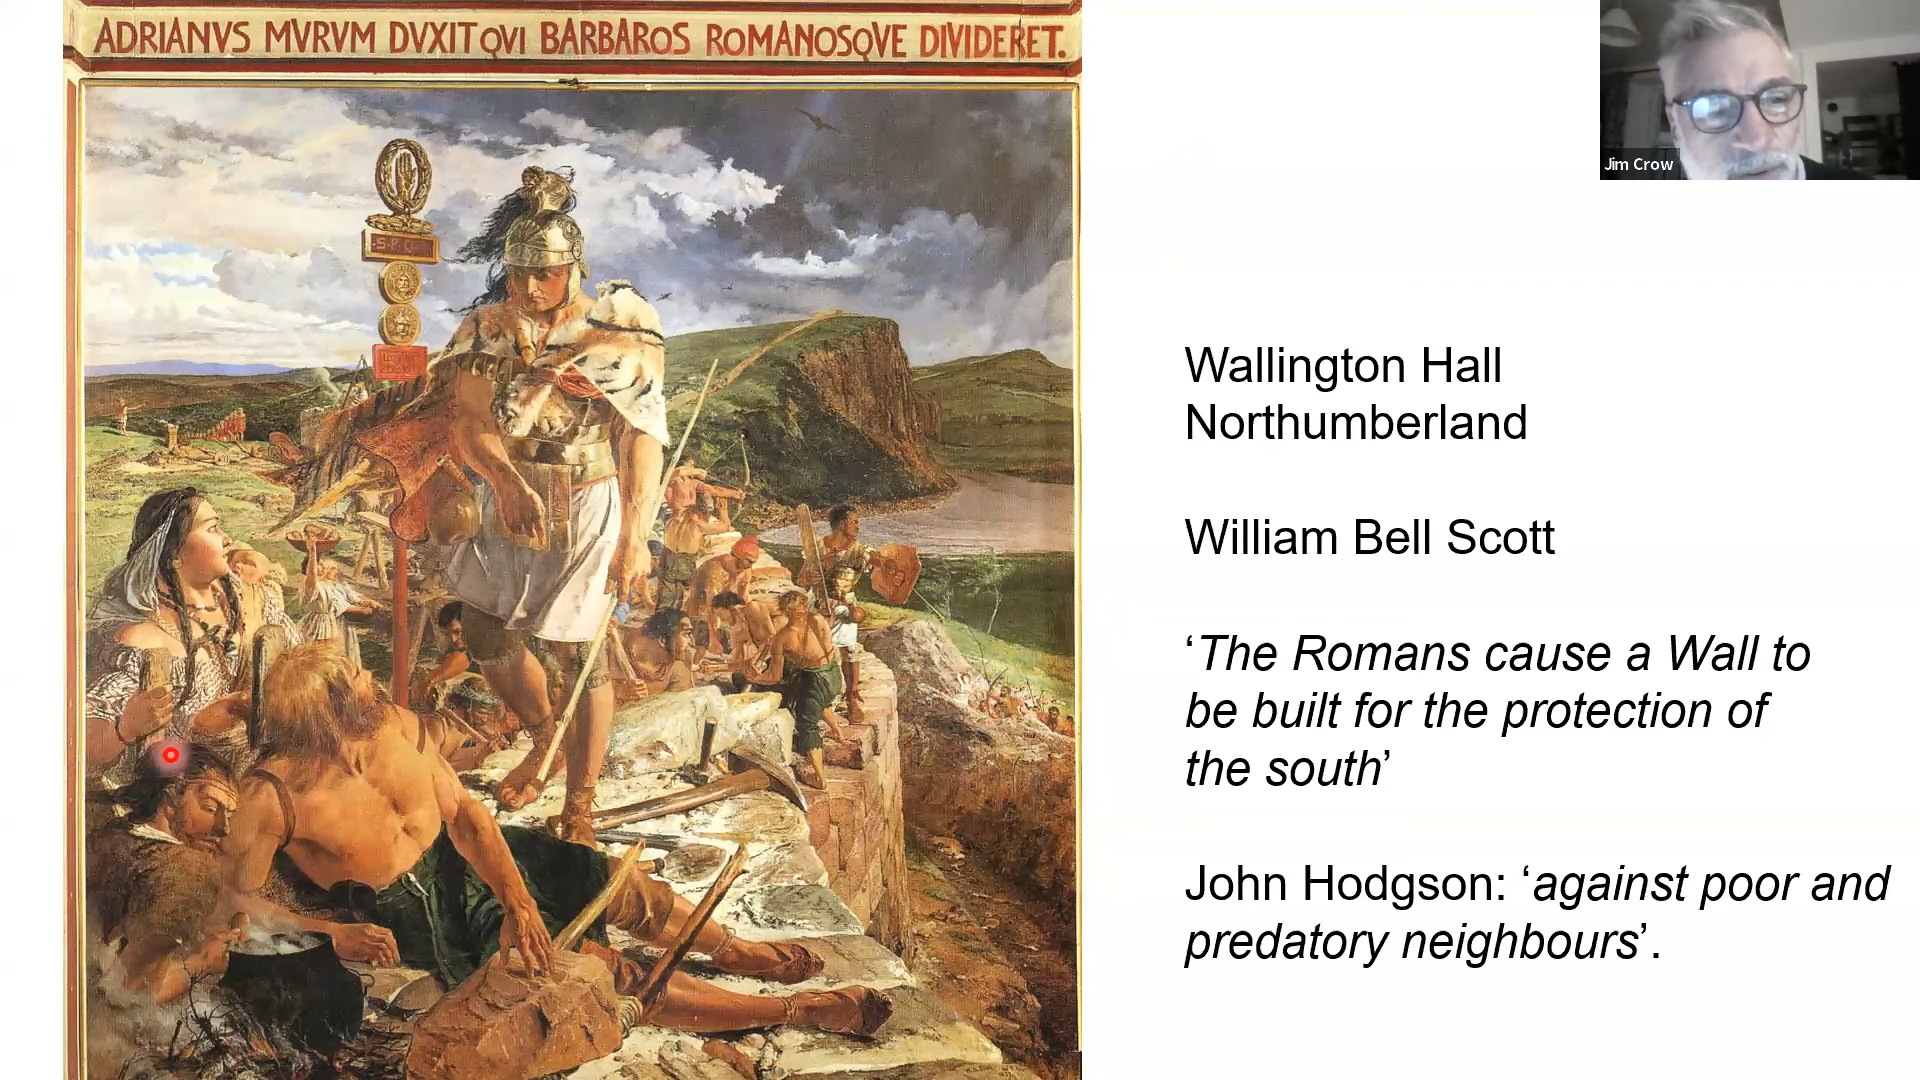 ADRIANVS MVRVM DVXIT QVI BARBAROS ROMANOSQVE DIVIDERET.
Jim Crow
Wallington Hall
Northumberland
William Bell Scott
‘The Romans cause a Wall to
be built for the protection of
the south’
John Hodgson: ‘against poor and
predatory neighbours’.